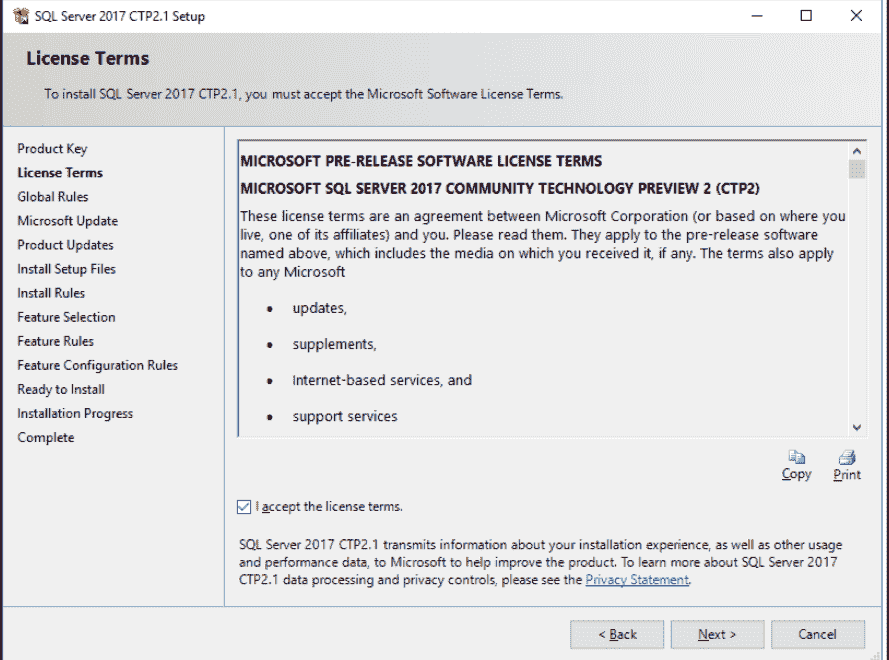 SQL Server 2017 CTP2.1 Setup
License Terms
To install SQL Server 2017 CTP2.1, you must accept the Microsoft Software License Terms.
Product Key
License Terms
Global Rules
Microsoft Update
Product Updates
Install Setup Files
Install Rules
Feature Selection
Feature Rules
Feature Configuration Rules
Ready to Install
Installation Progress
Complete
MICROSOFT PRE-RELEASE SOFTWARE LICENSE TERMS
MICROSOFT SQL SERVER 2017 COMMUNITY TECHNOLOGY PREVIEW 2 (CTP2)
These license terms are an agreement between Microsoft Corporation (or based on where you
live, one of its affiliates) and you. Please read them. They apply to the pre-release software
named above, which includes the media on which you received it, if any. The terms also apply
to any Microsoft
• updates,
• supplements,
• Internet-based services, and
• support services
Copy
Print
I accept the license terms.
SQL Server 2017 CTP2.1 transmits information about your installation experience, as well as other usage
and performance data, to Microsoft to help improve the product. To learn more about SQL Server 2017
CTP2.1 data processing and privacy controls, please see the Privacy Statement.
< Back
Next >
Cancel